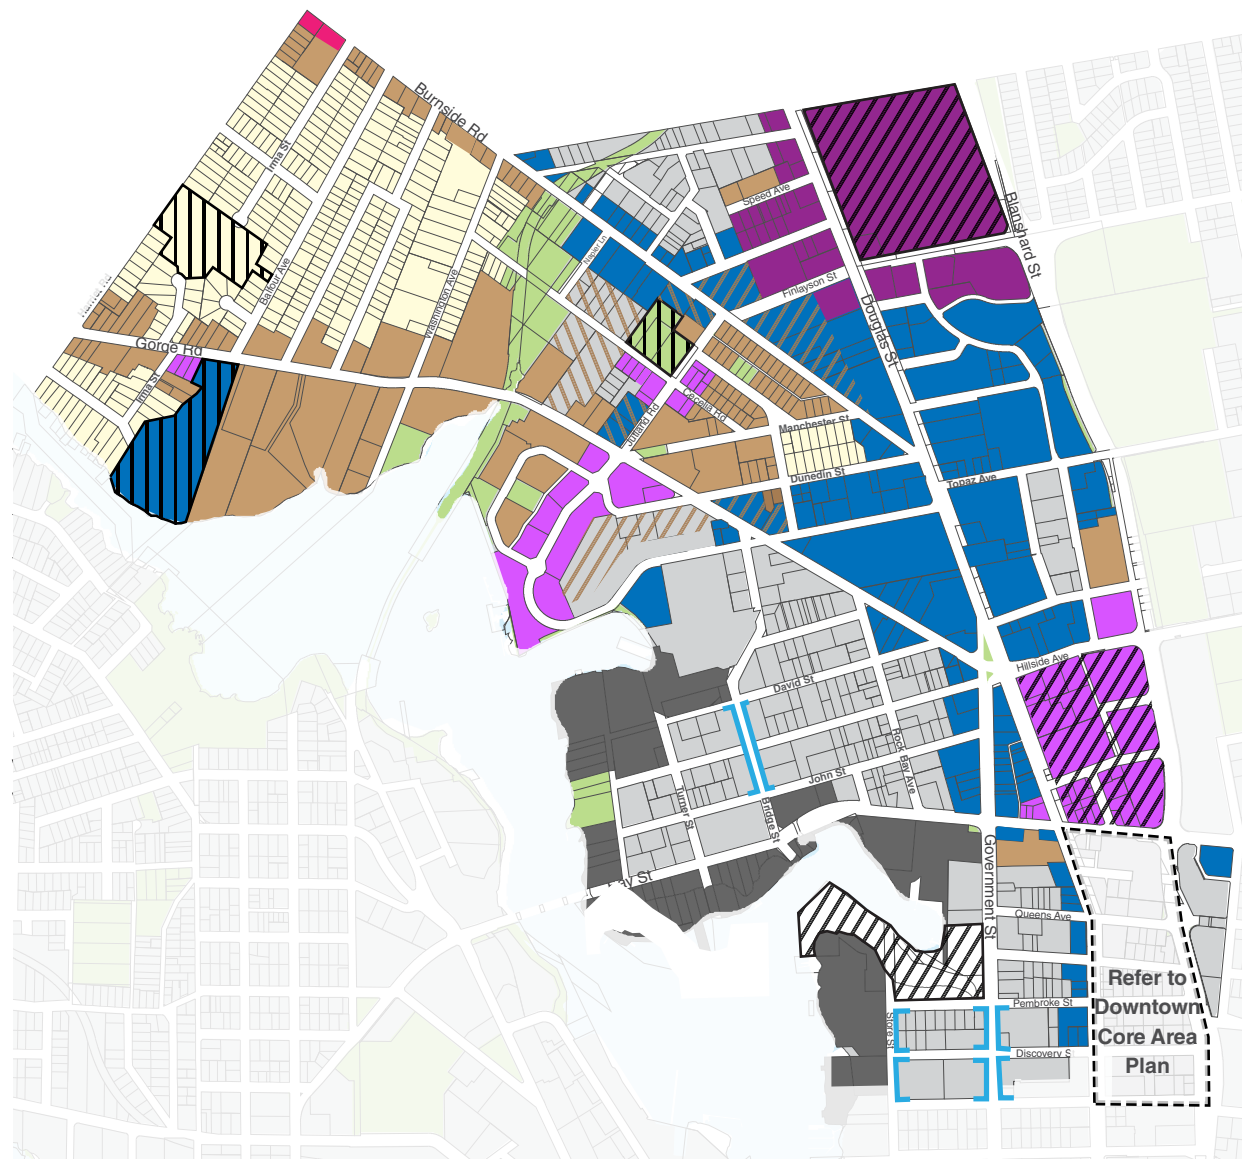 Burnside Rd
Irma St
Speed Ave
Blanshard St
Napier Ln
Balfour Ave
Washington Ave
Finlayson St
Douglas St
Gorge Rd
Irma St
Cecelia Rd
Jutland Rd
Manchester St
Dunedin St
Topaz Ave
Hillside Ave
David St
Rock Bay Ave
John St
Turner St
Bridge St
Government St
ay St
Queens Ave
Refer to
Downtown
Core Area
Plan
Pembroke St
Store St
Discovery S